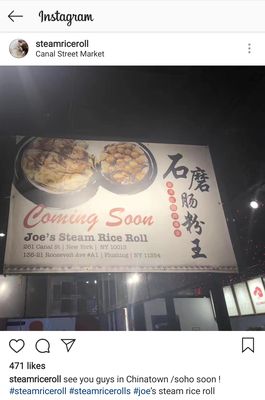 Instagram
steamriceroll
Canal Street Market
石磨肠粉王
Coming Soon
Joe's Steam Rice Roll
261 Canal St | New York | NY 10013
136-21 Roosevelt Ave #A1 | Flushing | NY 11354
471 likes
steamriceroll see you guys in Chinatown /soho soon !
#steamriceroll #steamricerolls #joe's steam rice roll